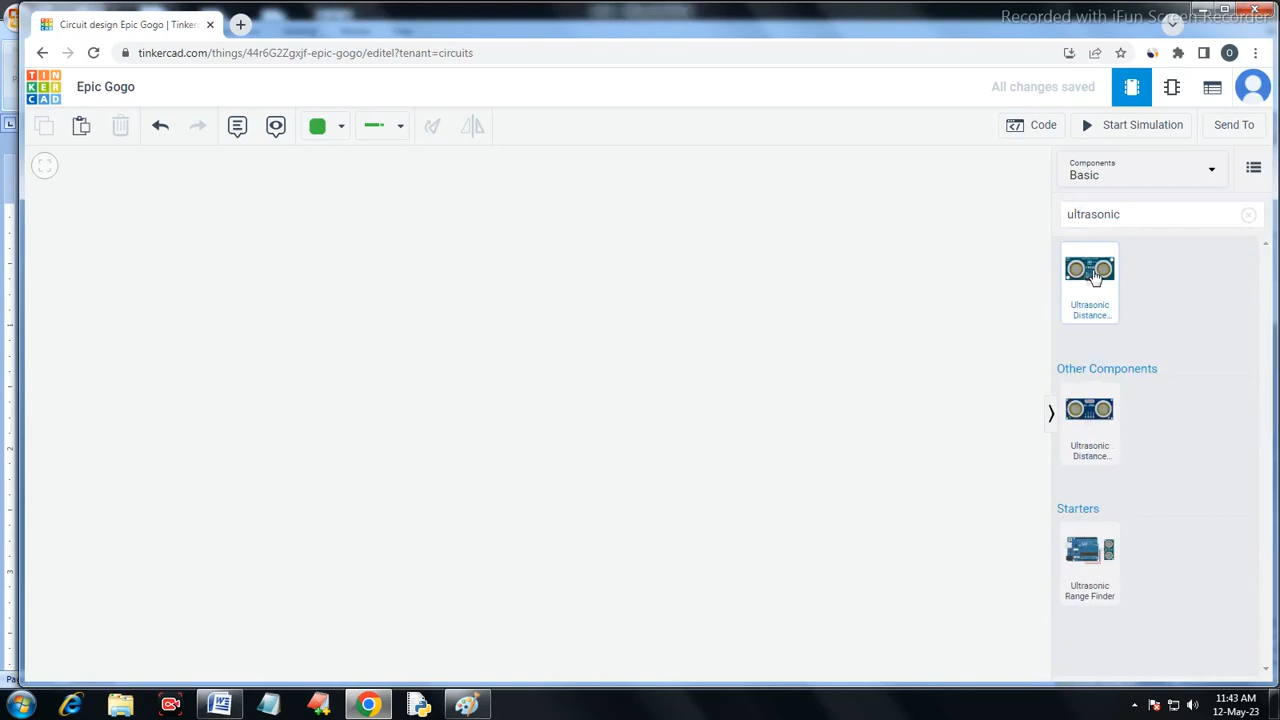 Recorded with iFun Screen Recorder
Circuit design Epic Gogo | Tinker
tinkercad.com/things/44r6G2Zgxjf-epic-gogo/editel?tenant=circuits
O
TIN
KER
CAD
Epic Gogo
All changes saved
Code
Start Simulation
Send To
Components
Basic
ultrasonic
Ultrasonic
Distance...
Other Components
Ultrasonic
Distance...
Starters
Ultrasonic
Range Finder
11:43 AM
12-May-23